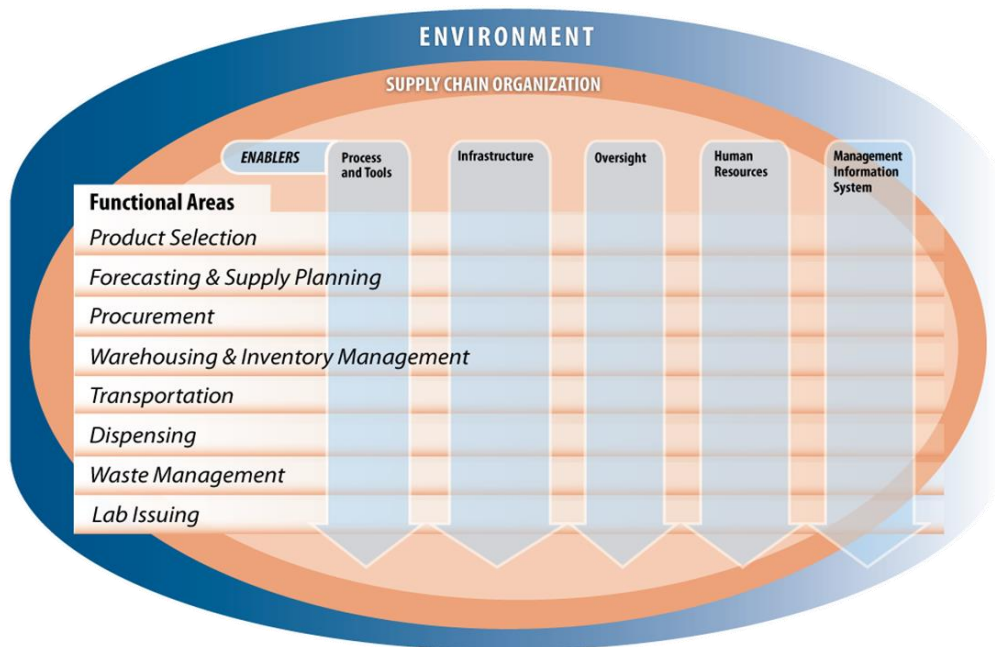 ENVIRONMENT
SUPPLY CHAIN ORGANIZATION
ENABLERS
Process
and Tools
Infrastructure
Oversight
Human
Resources
Management
Information
System
Functional Areas
Product Selection
Forecasting & Supply Planning
Procurement
Warehousing & Inventory Management
Transportation
Dispensing
Waste Management
Lab Issuing